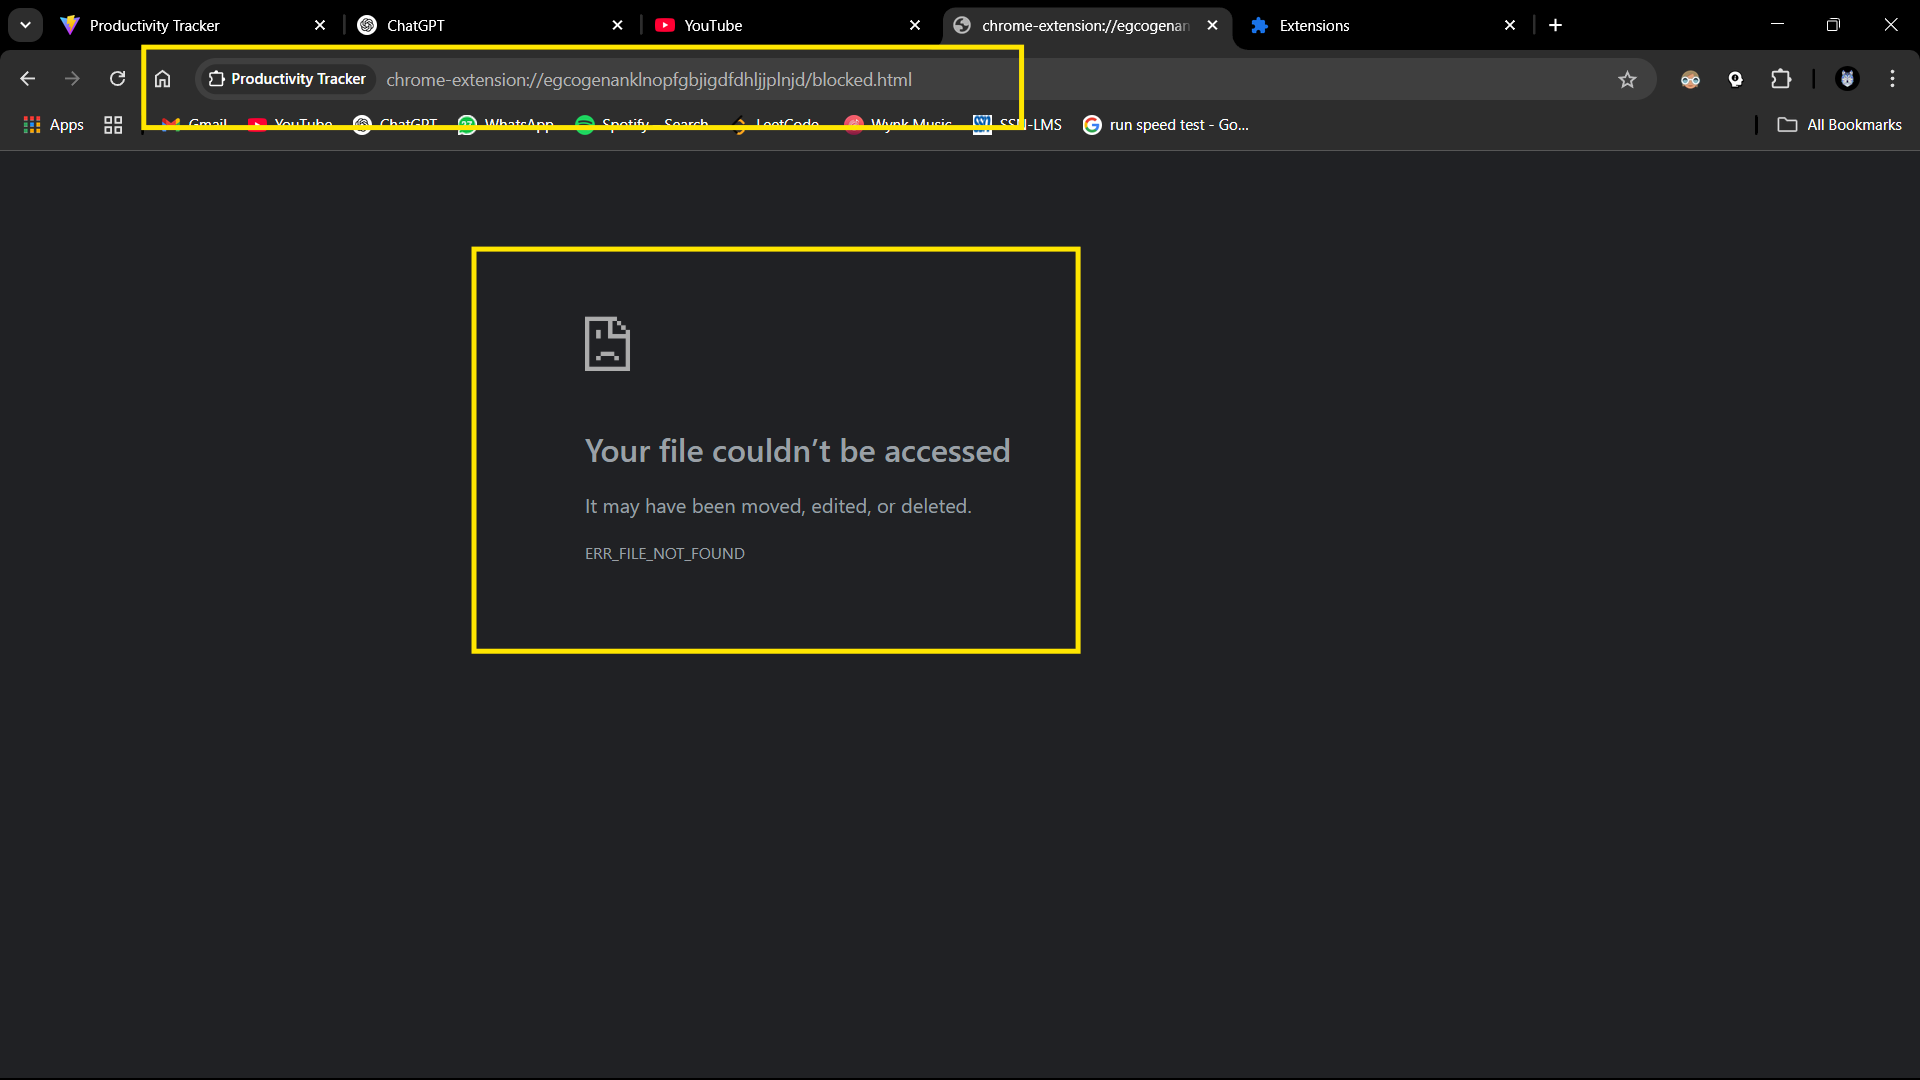 Productivity Tracker
ChatGPT
YouTube
chrome-extension://egcogenan
Extensions
Productivity Tracker chrome-extension://egcogenanklnopfgbjigdfdhljjplnjd/blocked.html
Apps Gmail YouTube ChatGPT WhatsApp Spotify - Search LeetCode Wynk Music SSN-LMS run speed test - Go... All Bookmarks
Your file couldn’t be accessed
It may have been moved, edited, or deleted.
ERR_FILE_NOT_FOUND